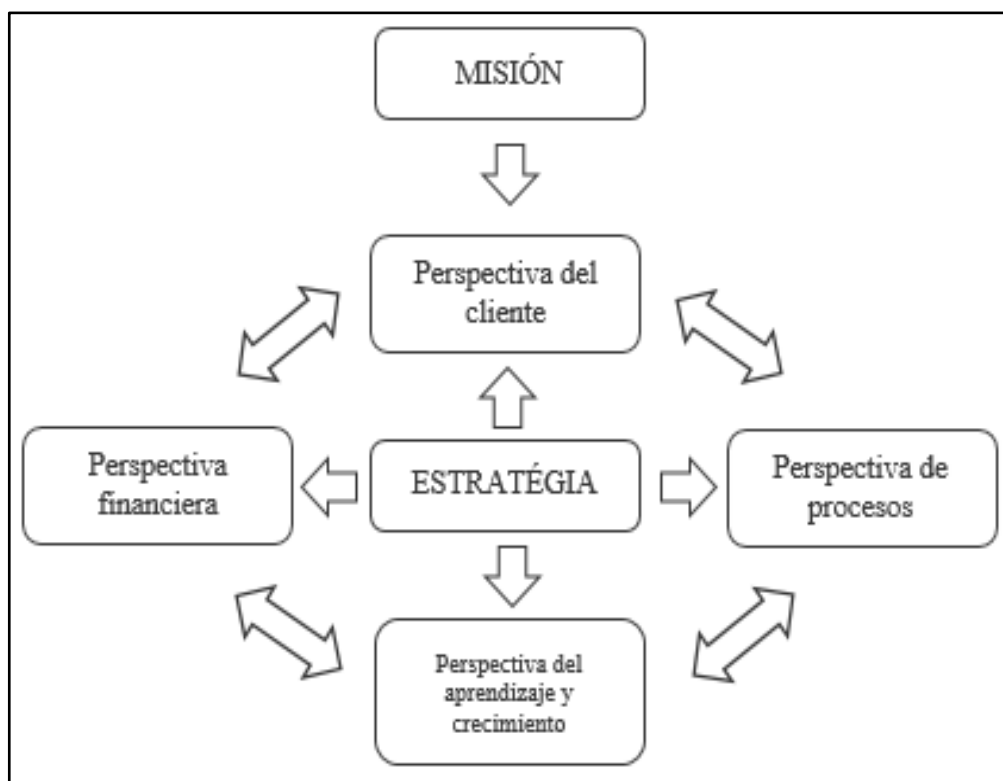 MISIÓN
Perspectiva del
cliente
Perspectiva
financiera
ESTRATÉGIA
Perspectiva de
procesos
Perspectiva del
aprendizaje y
crecimiento